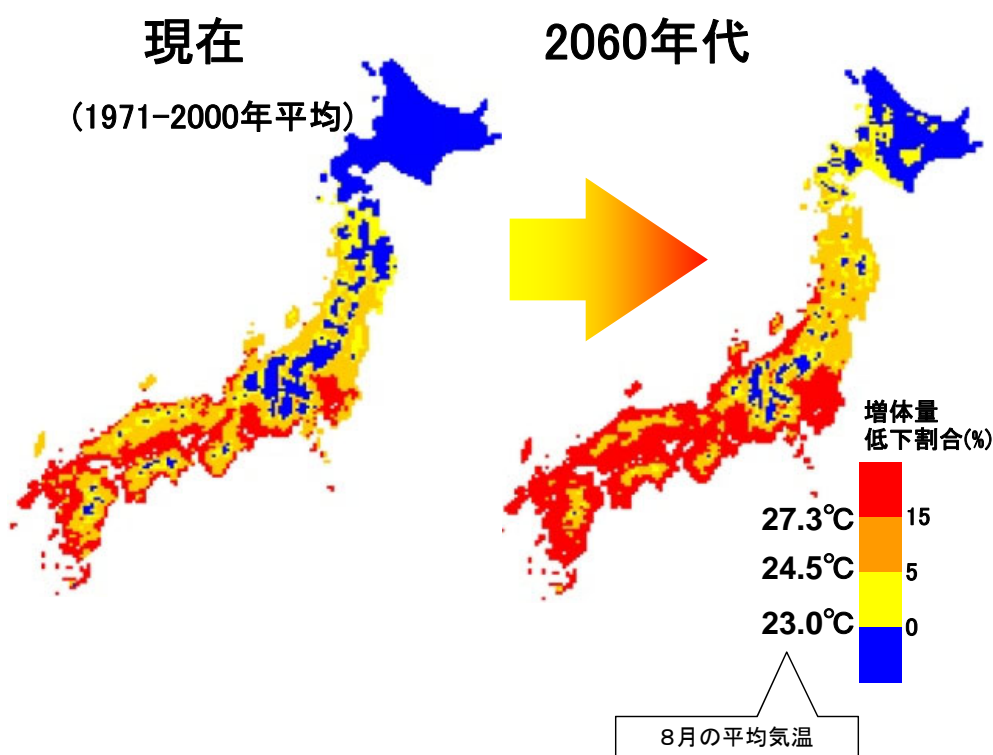 現在
(1971-2000年平均)
2060年代
増体量
低下割合(%)
27.3℃
15
24.5℃
5
23.0℃
0
８月の平均気温